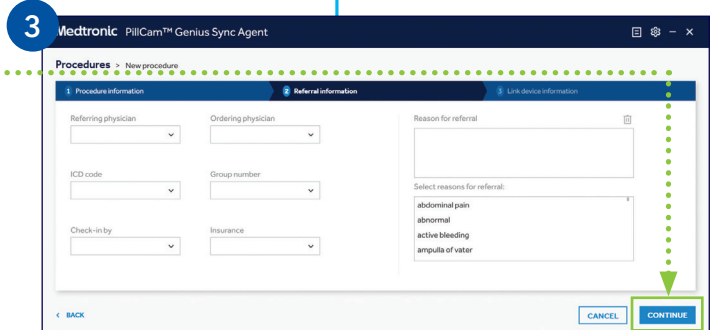 3
Medtronic PillCam™ Genius Sync Agent
Procedures > New procedure
1 Procedure information
2 Referral information
3 Link device information
Referring physician
Ordering physician
Reason for referral
ICD code
Group number
Select reasons for referral:
abdominal pain
abnormal
active bleeding
ampulla of vater
Check-in by
Insurance
< BACK
CANCEL
CONTINUE